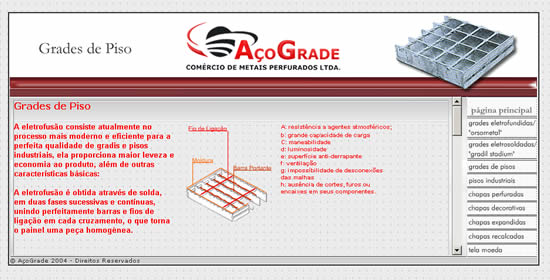 Grades de Piso
AçoGrade
COMÉRCIO DE METAIS PERFURADOS LTDA.
Grades de Piso
A eletrofusão consiste atualmente no
processo mais moderno e eficiente para a
perfeita qualidade de gradis e pisos
industriais, ela proporciona maior leveza e
economia ao produto, além de outras
características básicas:
A eletrofusão é obtida através de solda,
em duas fases sucessivas e contínuas,
unindo perfeitamente barras e fios de
ligação em cada cruzamento, o que torna
o painel uma peça homogênea.
Fio de Ligação
Moldura
Barra Portante
A: resistência a agentes atmosféricos;
b: grande capacidade de carga
C: maneabilidade
d: luminosidade
e: superfície anti-derrapante
f: ventilação
g: impossibilidade de desconexões
das malhas
h: ausência de cortes, furos ou
encaixes em seus componentes.
página principal
grades eletrofundidas/
"orsometal"
grades eletrosoldadas/
"gradil stadium"
grades de pisos
pisos industriais
chapas perfuradas
chapas decorativas
chapas expandidas
chapas recalcadas
tela moeda
© AçoGrade 2004 - Direitos Reservados